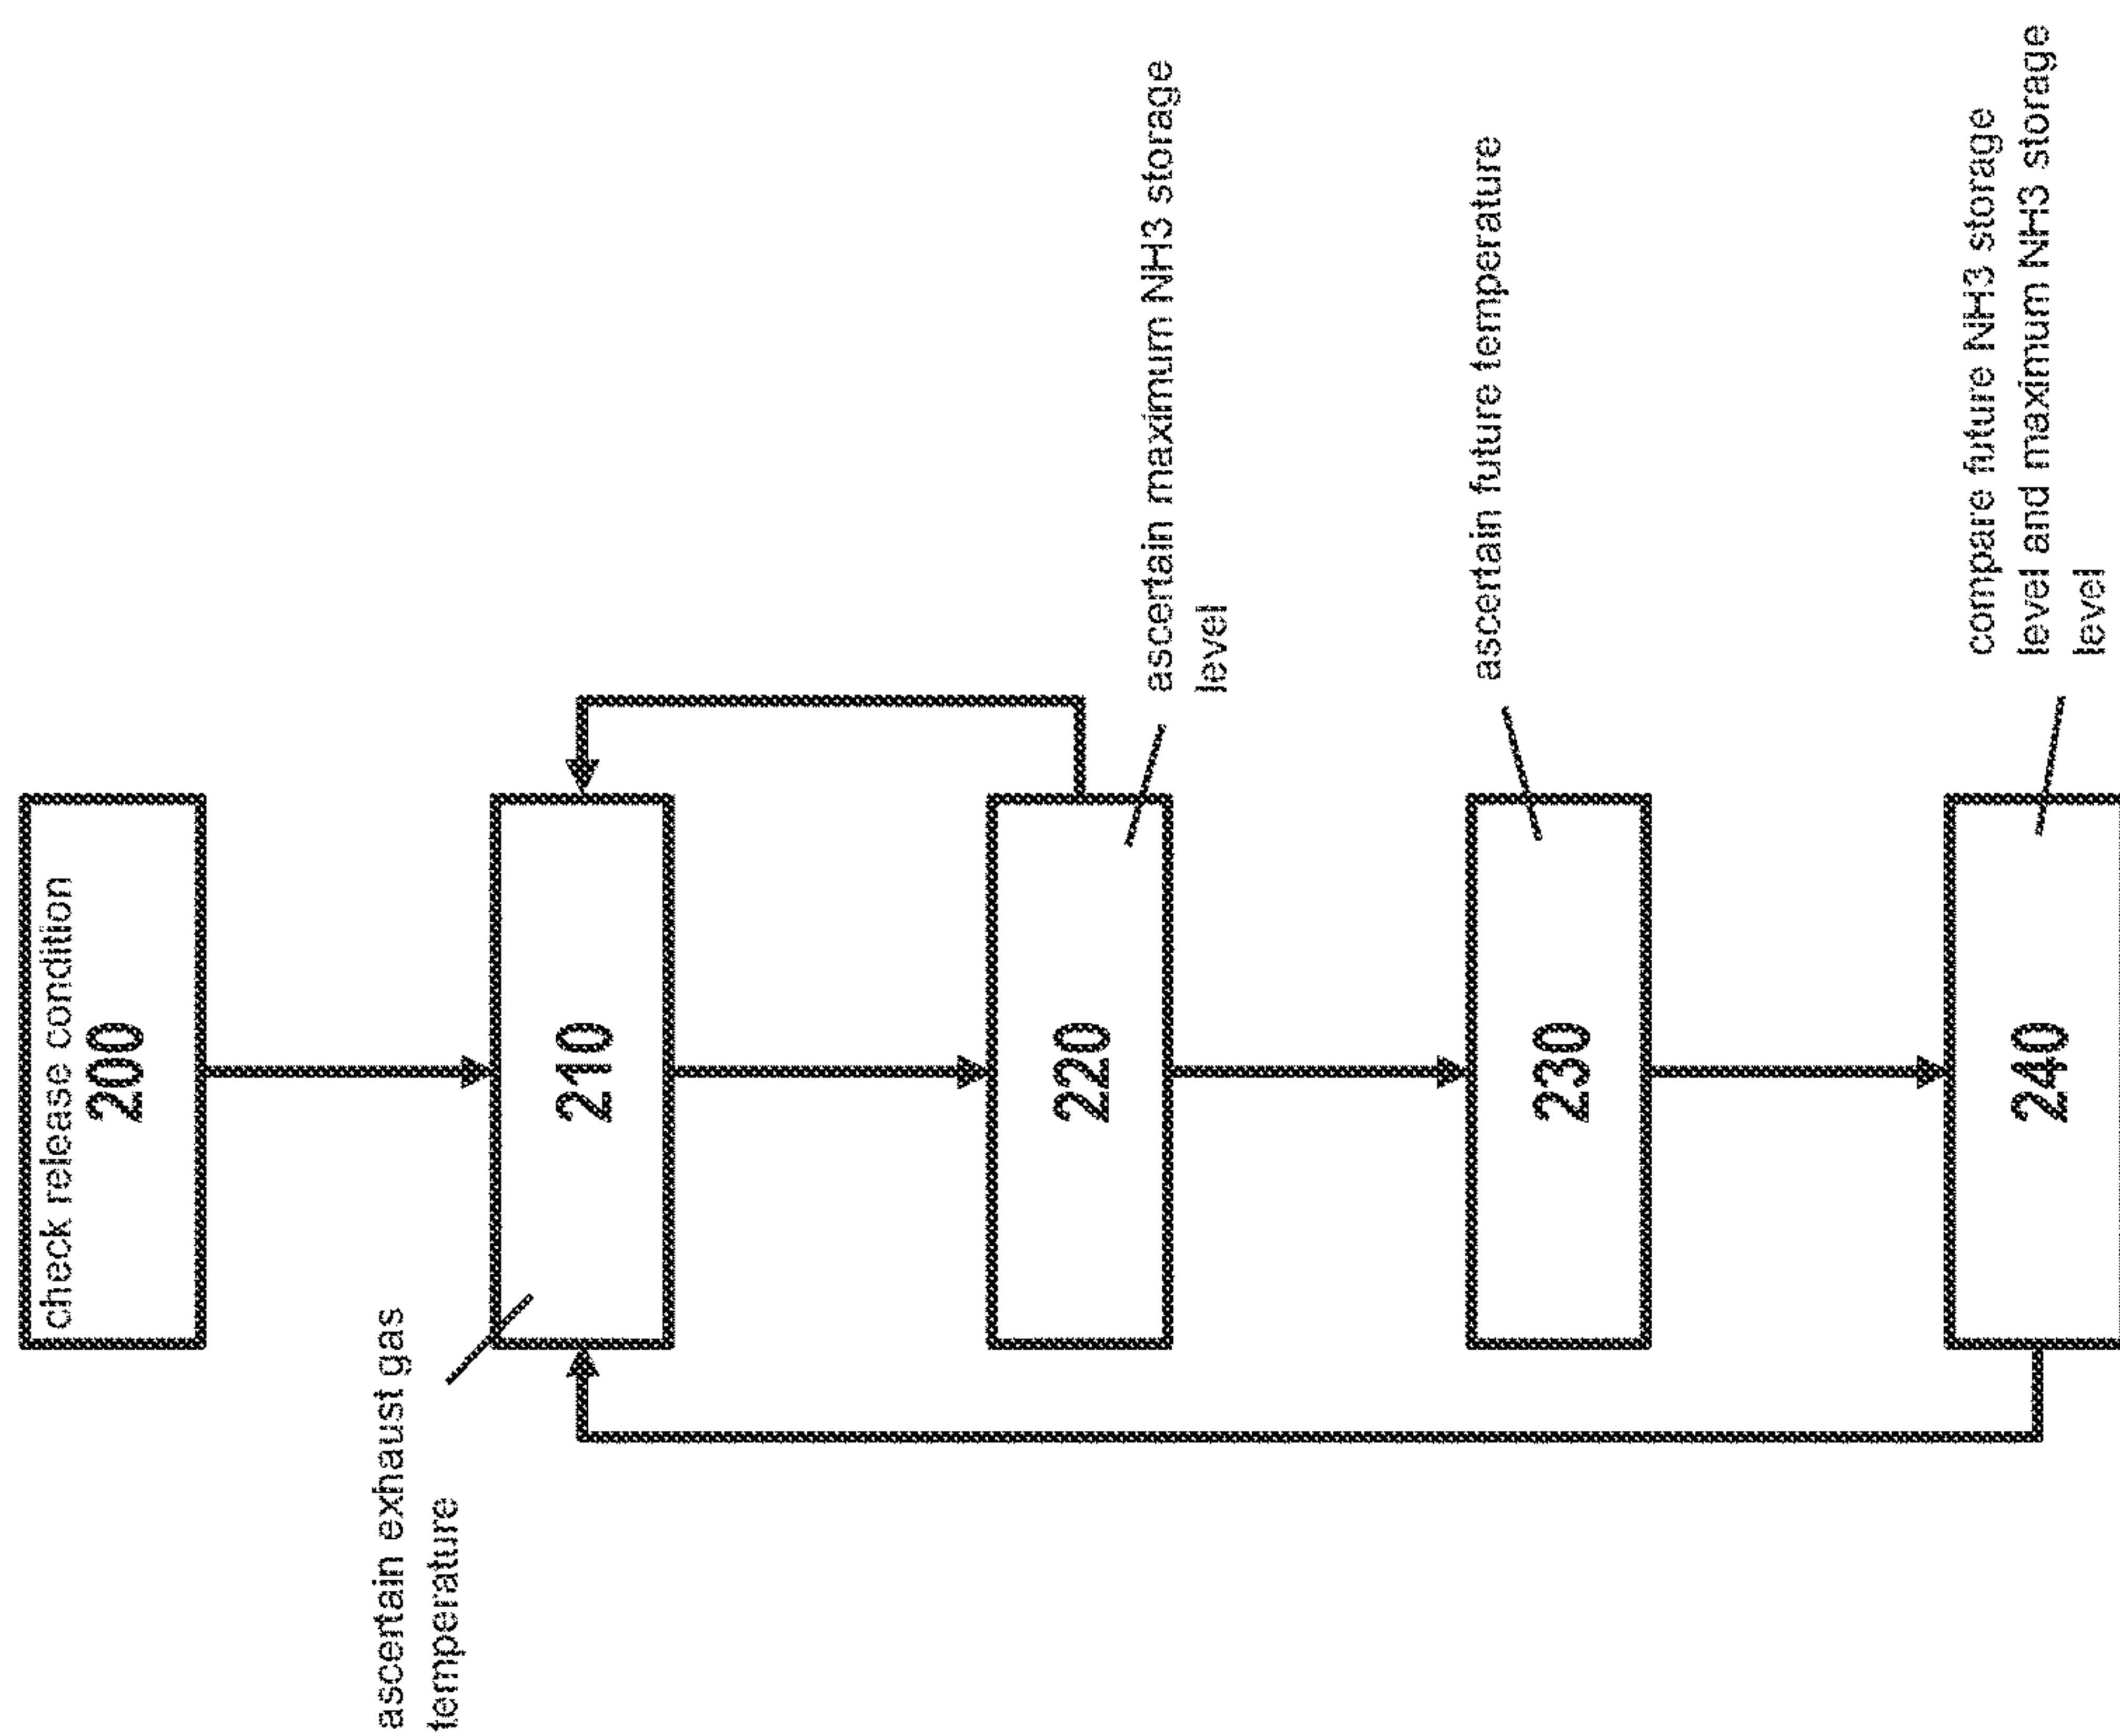 check release condition
200
ascertain exhaust gas
temperature
210
220
ascertain maximum NH3 storage
level
230
ascertain future temperature
240
compare future NH3 storage
level and maximum NH3 storage
level